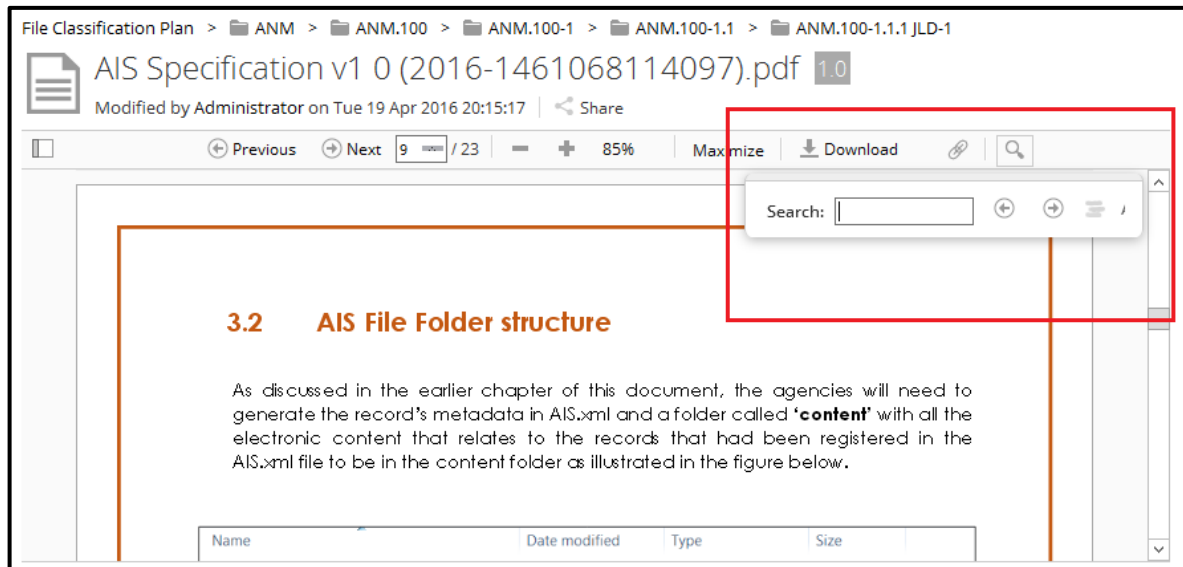 File Classification Plan > ANM > ANM.100 > ANM.100-1 > ANM.100-1.1 > ANM.100-1.1.1 JLD-1
AIS Specification v1 0 (2016-1461068114097).pdf 1.0
Modified by Administrator on Tue 19 Apr 2016 20:15:17 Share
Previous Next 9 / 23 85% Maximize Download
Search:
3.2 AIS File Folder structure
As discussed in the earlier chapter of this document, the agencies will need to
generate the record's metadata in AIS.xml and a folder called 'content' with all the
electronic content that relates to the records that had been registered in the
AIS.xml file to be in the content folder as illustrated in the figure below.
Name Date modified Type Size